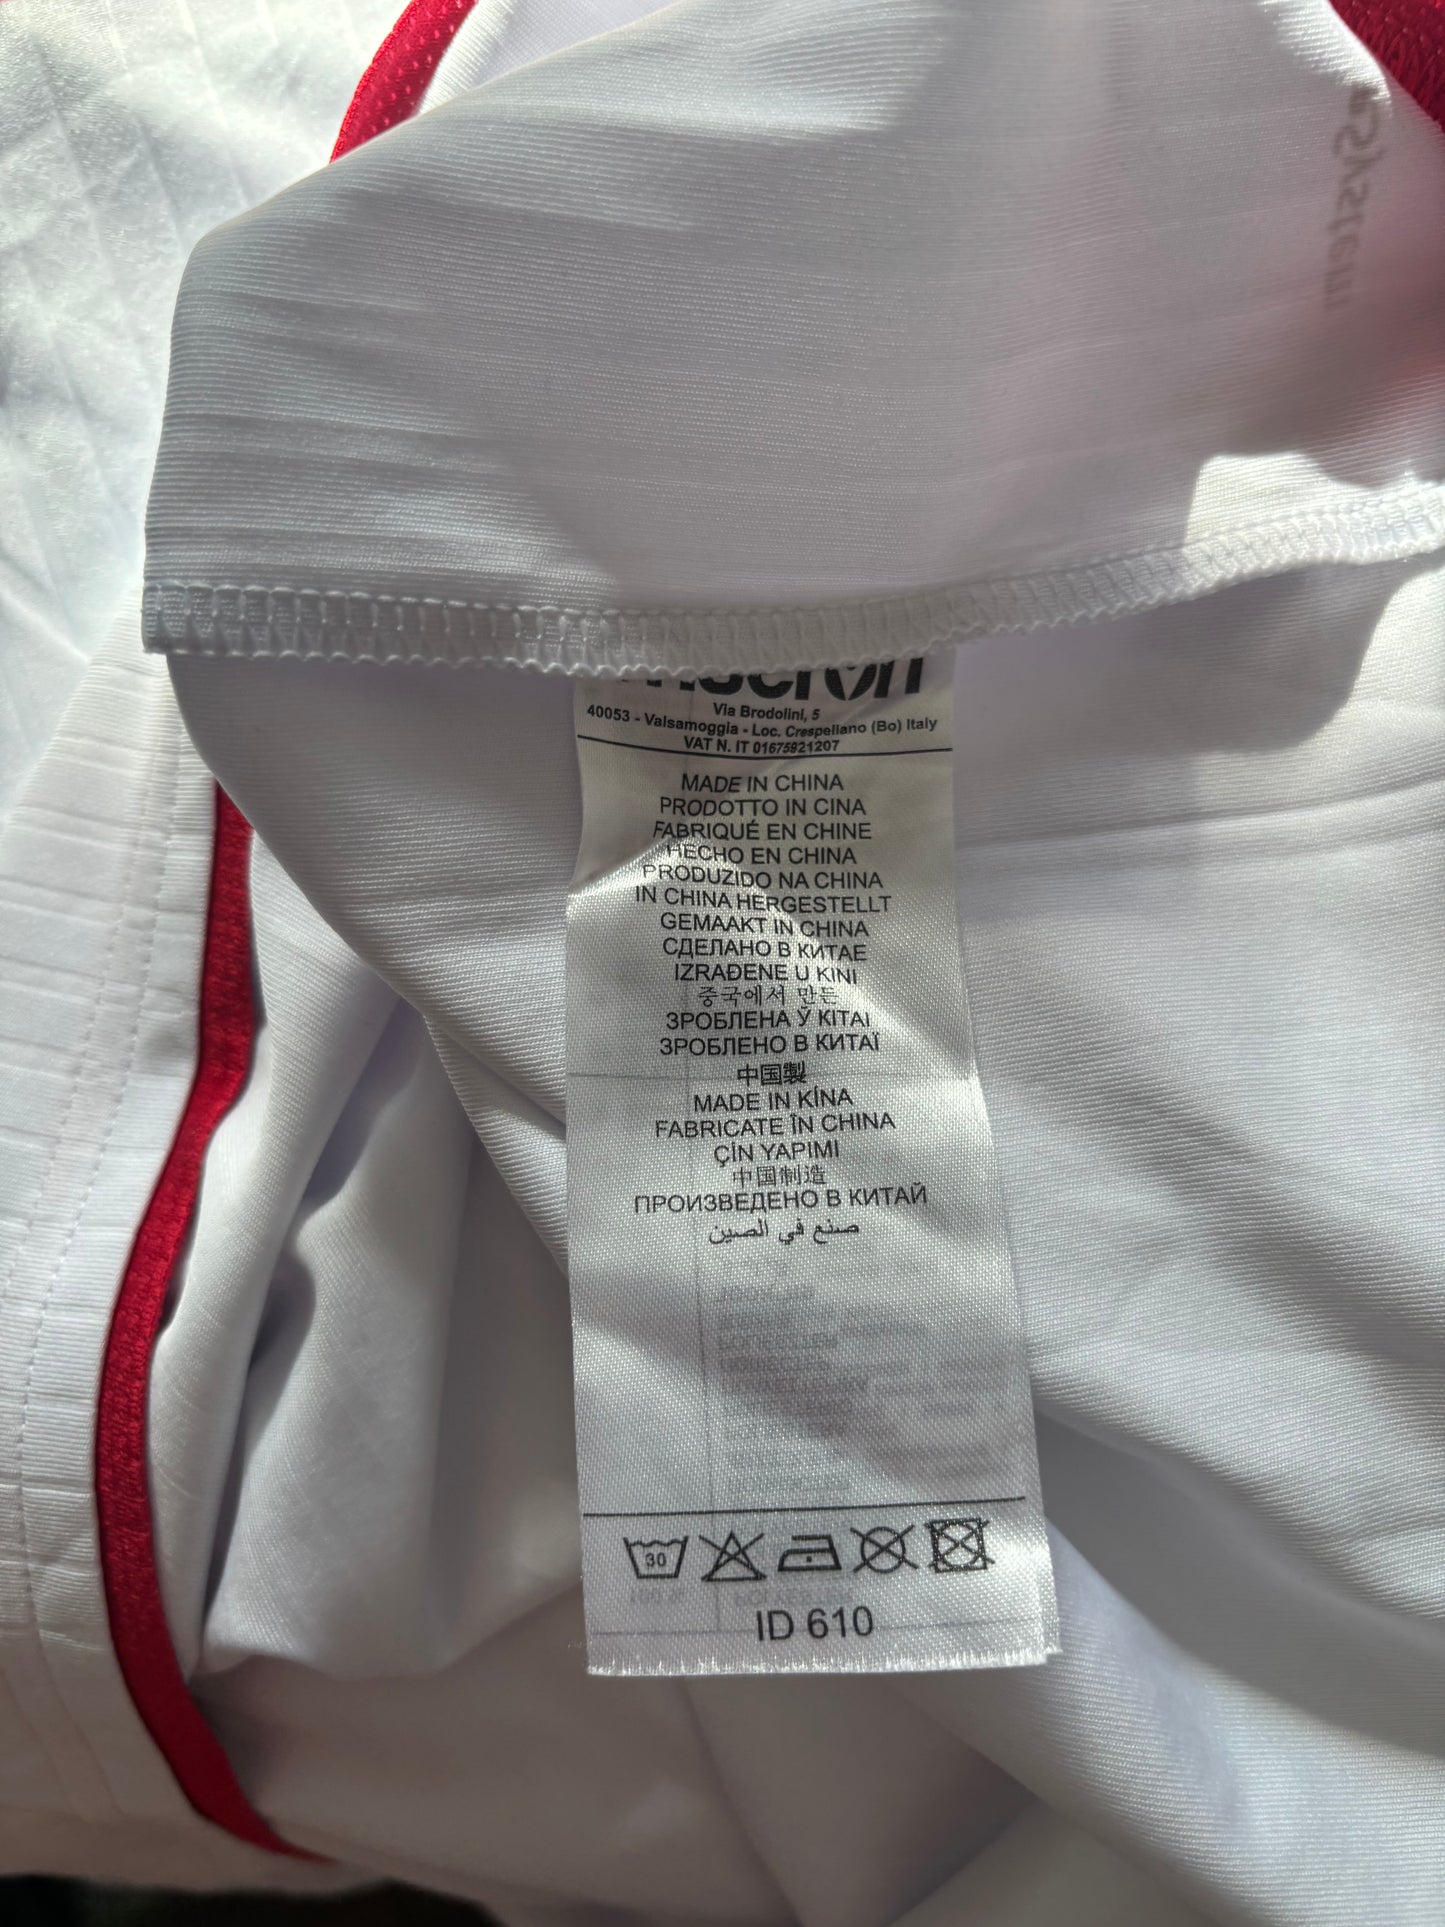 System
macron
Via Brodolini, 5
40053 - Valsamoggia - Loc. Crespellano (Bo) Italy
VAT N. IT 01675921207
MADE IN CHINA
PRODOTTO IN CINA
FABRIQUÉ EN CHINE
HECHO EN CHINA
PRODUZIDO NA CHINA
IN CHINA HERGESTELLT
GEMAAKT IN CHINA
СДЕЛАНО В КИТАЕ
IZRAĐENE U KINI
중국에서 만든
ЗРОБЛЕНА Ў КІТАІ
ЗРОБЛЕНО В КИТАЇ
中国製
MADE IN KÍNA
FABRICATE ÎN CHINA
ÇİN YAPIMI
中国制造
ПРОИЗВЕДЕНО В КИТАЙ
صنع في الصين
30
ID 610